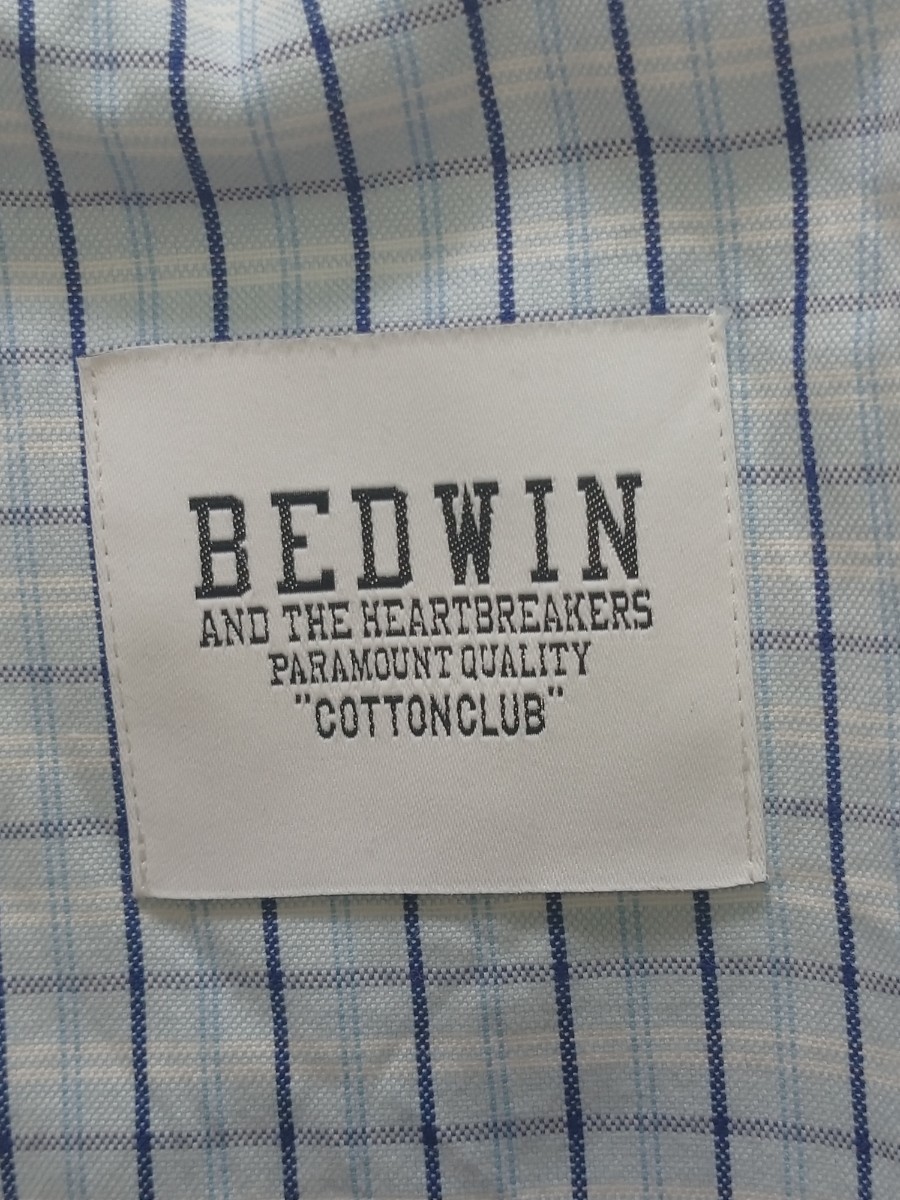 BEDWIN
AND THE HEARTBREAKERS
PARAMOUNT QUALITY
"COTTONCLUB"